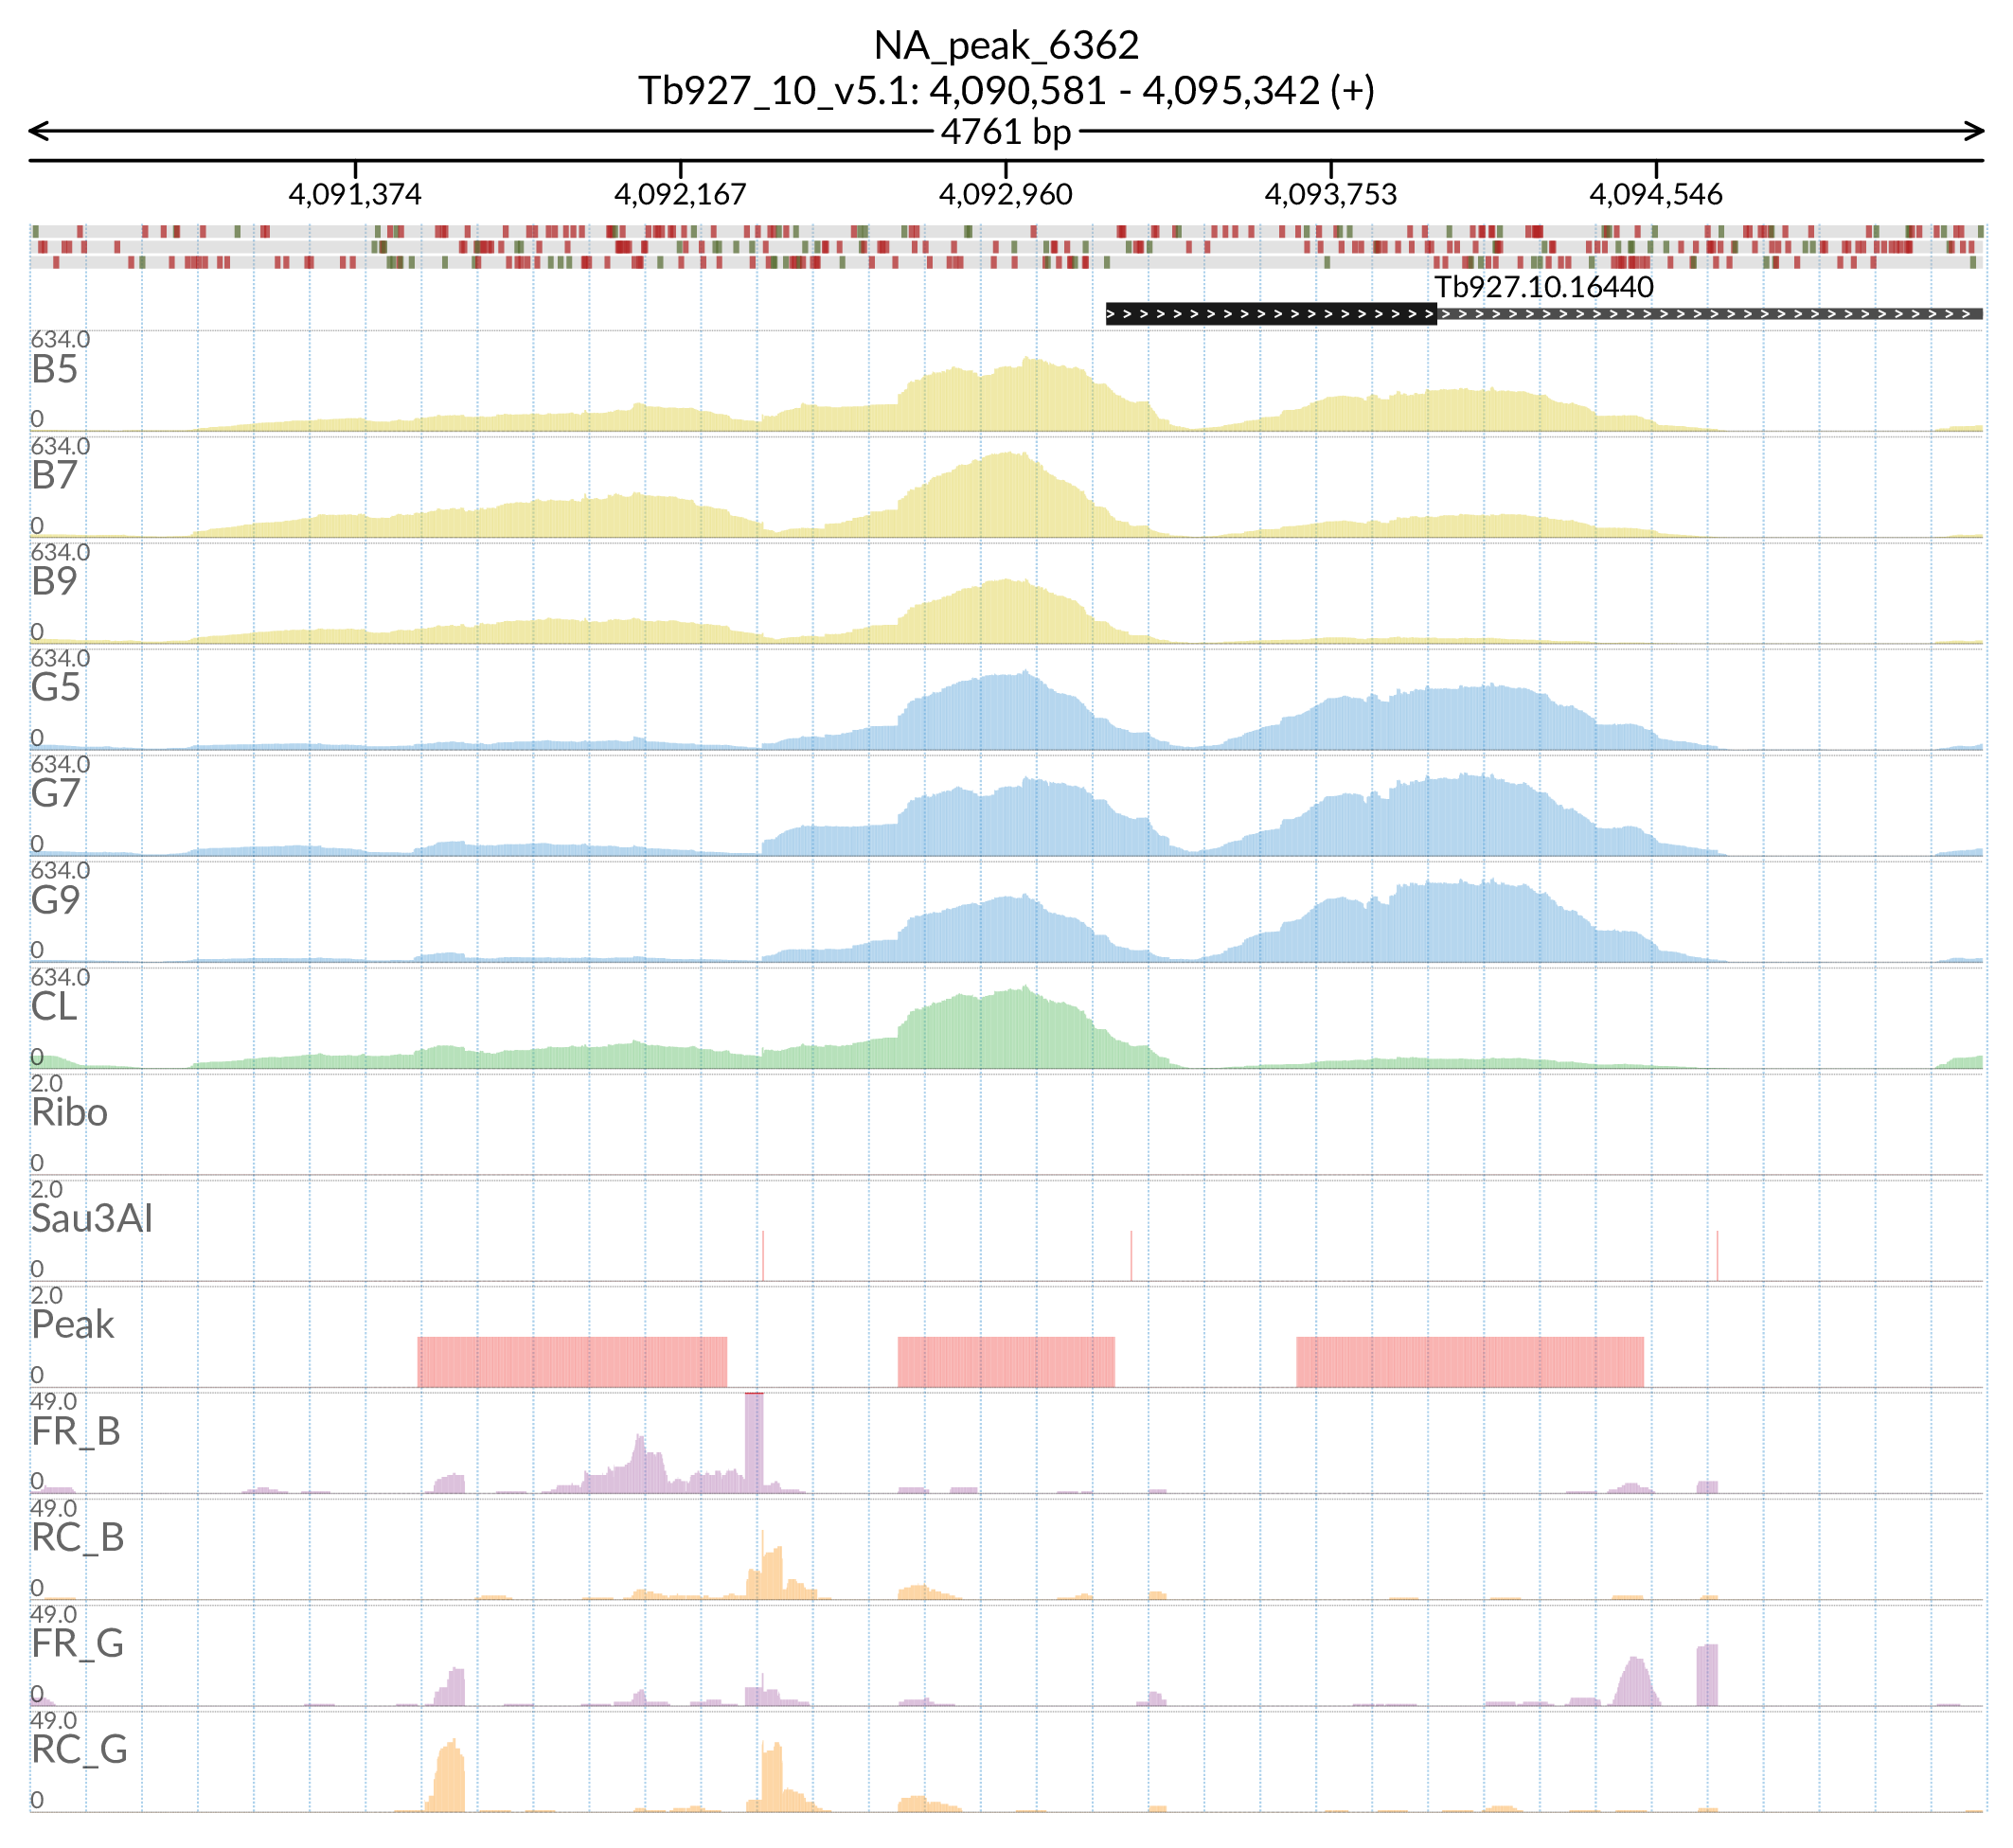 NA_peak_6362
Tb927_10_v5.1: 4,090,581 - 4,095,342 (+)
4761 bp
4,091,374 4,092,167 4,092,960 4,093,753 4,094,546
Tb927.10.16440
634.0
B5
0
634.0
B7
0
634.0
B9
0
634.0
G5
0
634.0
G7
0
634.0
G9
0
634.0
CL
0
2.0
Ribo
0
2.0
Sau3AI
0
2.0
Peak
0
49.0
FR_B
0
49.0
RC_B
0
49.0
FR_G
0
49.0
RC_G
0